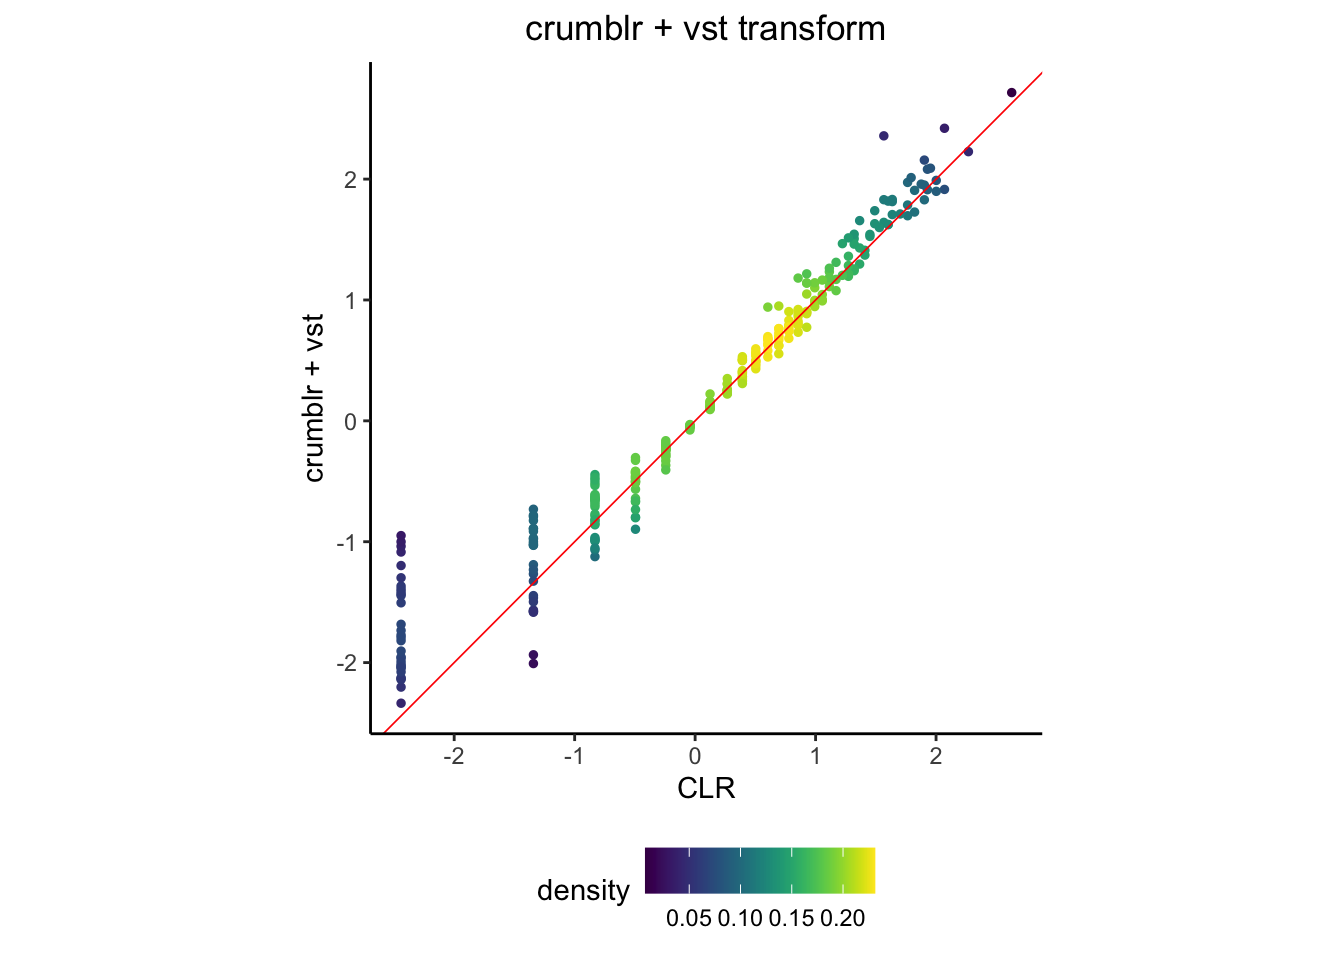 crumblr + vst transform
crumblr + vst
2
1
0
-1
-2
-2 -1 0 1 2
CLR
density
0.05 0.10 0.15 0.20